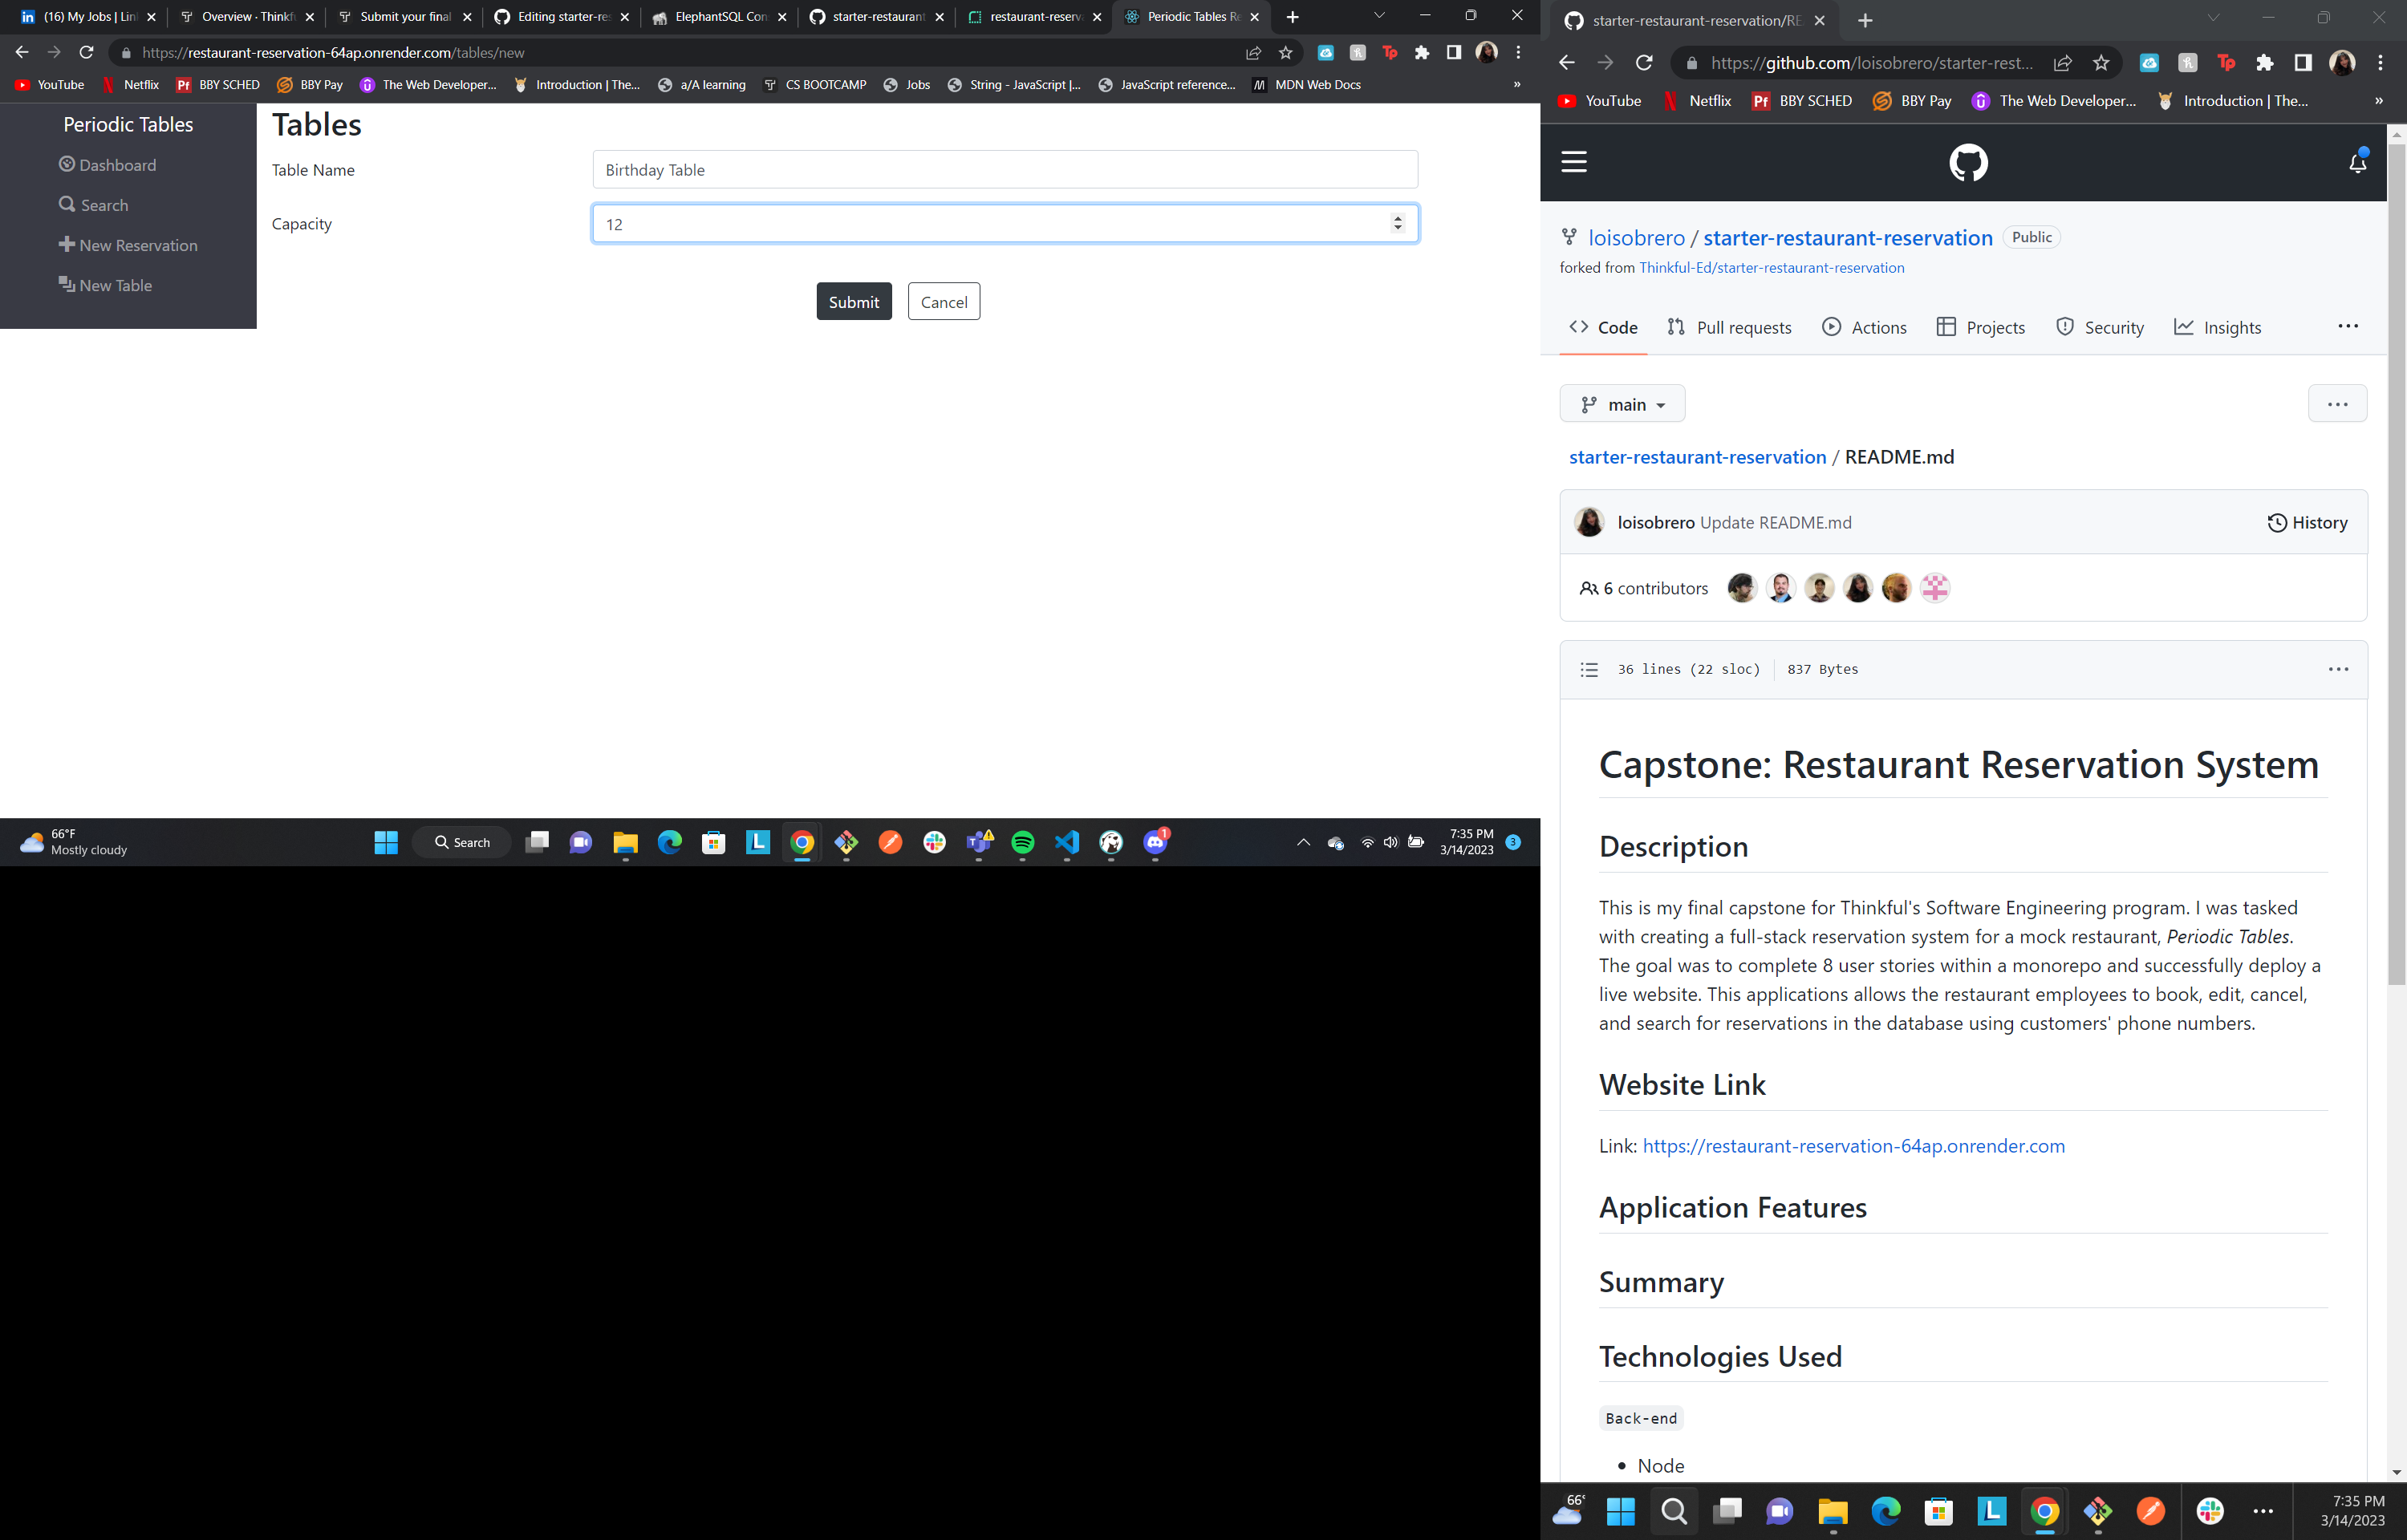 (16) My Jobs | Lin
Overview · Thinkf
Submit your final
Editing starter-re
ElephantSQL Con
starter-restaurant
restaurant-reserv
Periodic Tables Re
https://restaurant-reservation-64ap.onrender.com/tables/new
YouTube
Netflix
BBY SCHED
BBY Pay
The Web Developer...
Introduction | The...
a/A learning
CS BOOTCAMP
Jobs
String - JavaScript |...
JavaScript reference...
MDN Web Docs
»
Periodic Tables
Dashboard
Search
New Reservation
New Table
Tables
Table Name
Birthday Table
Capacity
12
Submit
Cancel
66°F
Mostly cloudy
Search
1
7:35 PM
3/14/2023
3
starter-restaurant-reservation/RE
https://github.com/loisobrero/starter-rest...
YouTube
Netflix
BBY SCHED
BBY Pay
The Web Developer...
Introduction | The...
»
loisobrero / starter-restaurant-reservation Public
forked from Thinkful-Ed/starter-restaurant-reservation
Code
Pull requests
Actions
Projects
Security
Insights
main
starter-restaurant-reservation / README.md
loisobrero Update README.md
History
6 contributors
36 lines (22 sloc)
837 Bytes
Capstone: Restaurant Reservation System
Description
This is my final capstone for Thinkful's Software Engineering program. I was tasked
with creating a full-stack reservation system for a mock restaurant, Periodic Tables.
The goal was to complete 8 user stories within a monorepo and successfully deploy a
live website. This applications allows the restaurant employees to book, edit, cancel,
and search for reservations in the database using customers' phone numbers.
Website Link
Link: https://restaurant-reservation-64ap.onrender.com
Application Features
Summary
Technologies Used
Back-end
• Node
66°
7:35 PM
3/14/2023